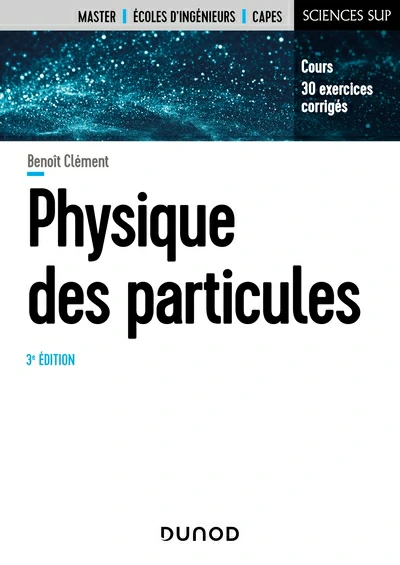 MASTER | ÉCOLES D'INGÉNIEURS | CAPES
SCIENCES SUP
Cours
30 exercices
corrigés
Benoît Clément
Physique
des particules
3e ÉDITION
DUNOD